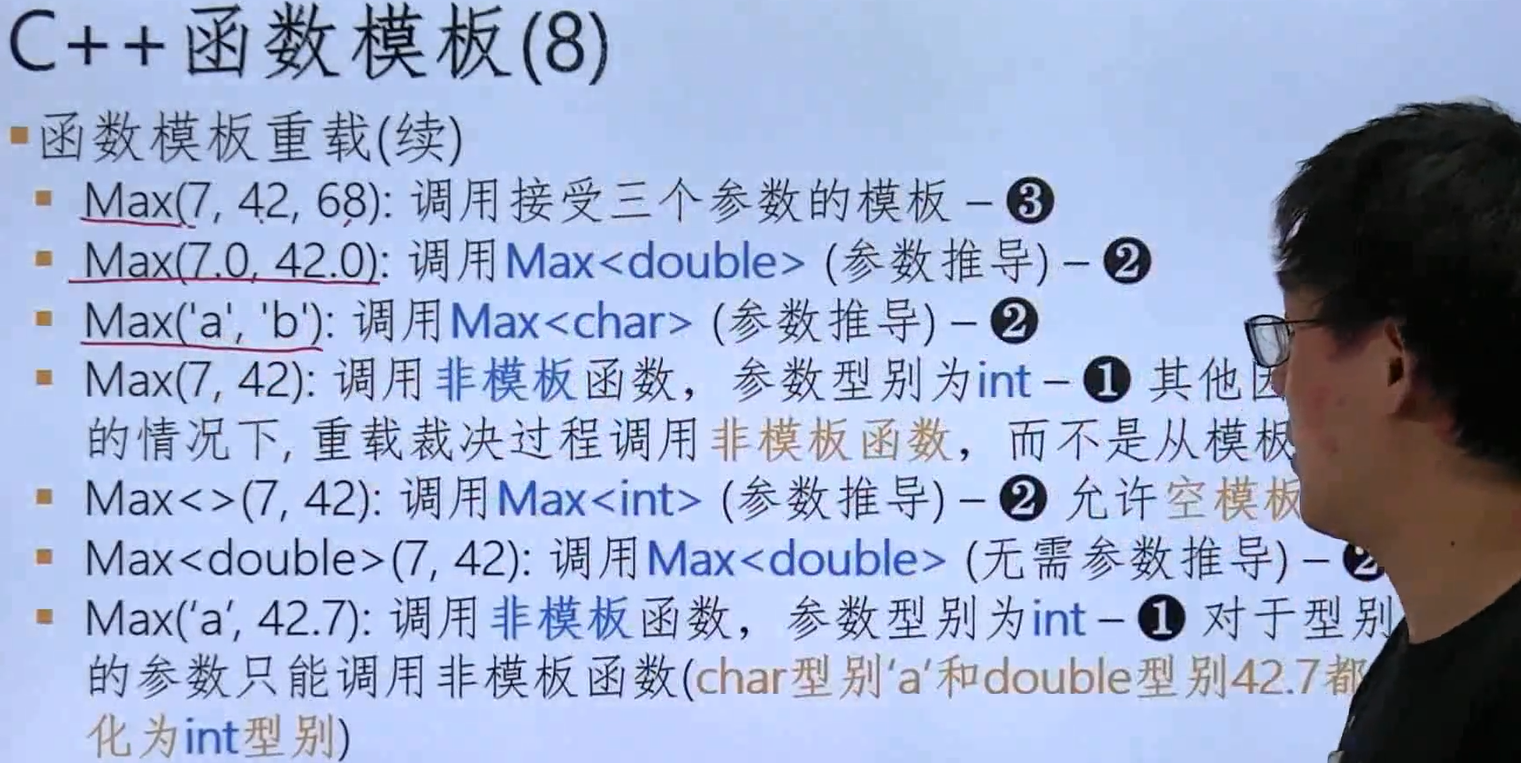 C++函数模板(8)
函数模板重载(续)
Max(7, 42, 68): 调用接受三个参数的模板 – ❸
Max(7.0, 42.0): 调用Max<double> (参数推导) – ❷
Max('a', 'b'): 调用Max<char> (参数推导) – ❷
Max(7, 42): 调用非模板函数，参数型别为int – ❶ 其他
的情况下, 重载裁决过程调用非模板函数，而不是从模板
Max<>(7, 42): 调用Max<int> (参数推导) – ❷ 允许空模板
Max<double>(7, 42): 调用Max<double> (无需参数推导) – ❷
Max(‘a’, 42.7): 调用非模板函数，参数型别为int – ❶ 对于型别
的参数只能调用非模板函数(char型别‘a’和double型别42.7都
化为int型别)